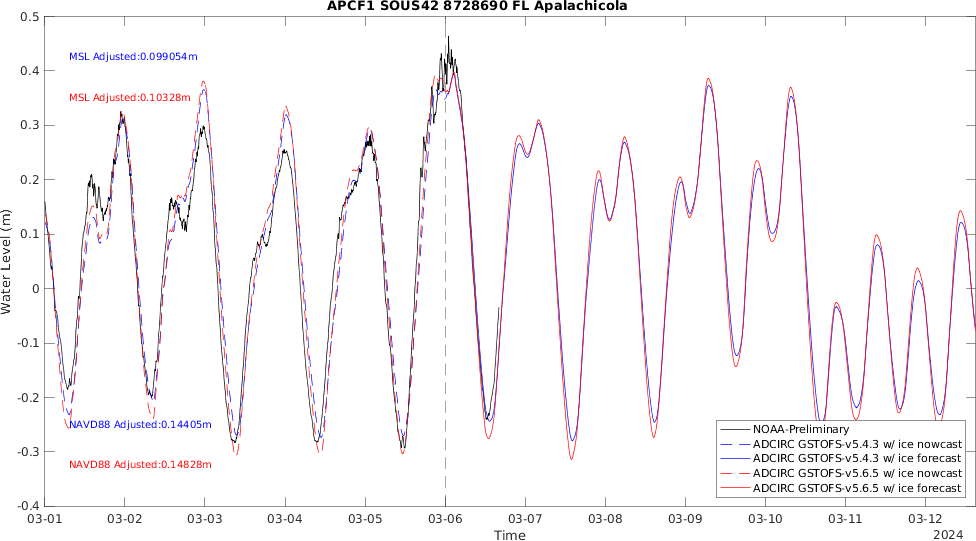 APCF1 SOUS42 8728690 FL Apalachicola
0.5
0.4
0.3
0.2
0.1
0
-0.1
-0.2
-0.3
-0.4
Water Level (m)
MSL Adjusted:0.099054m
MSL Adjusted:0.10328m
NAVD88 Adjusted:0.14405m
NAVD88 Adjusted:0.14828m
NOAA-Preliminary
ADCIRC GSTOFS-v5.4.3 w/ ice nowcast
ADCIRC GSTOFS-v5.4.3 w/ ice forecast
ADCIRC GSTOFS-v5.6.5 w/ ice nowcast
ADCIRC GSTOFS-v5.6.5 w/ ice forecast
03-01 03-02 03-03 03-04 03-05 03-06 03-07 03-08 03-09 03-10 03-11 03-12
Time
2024